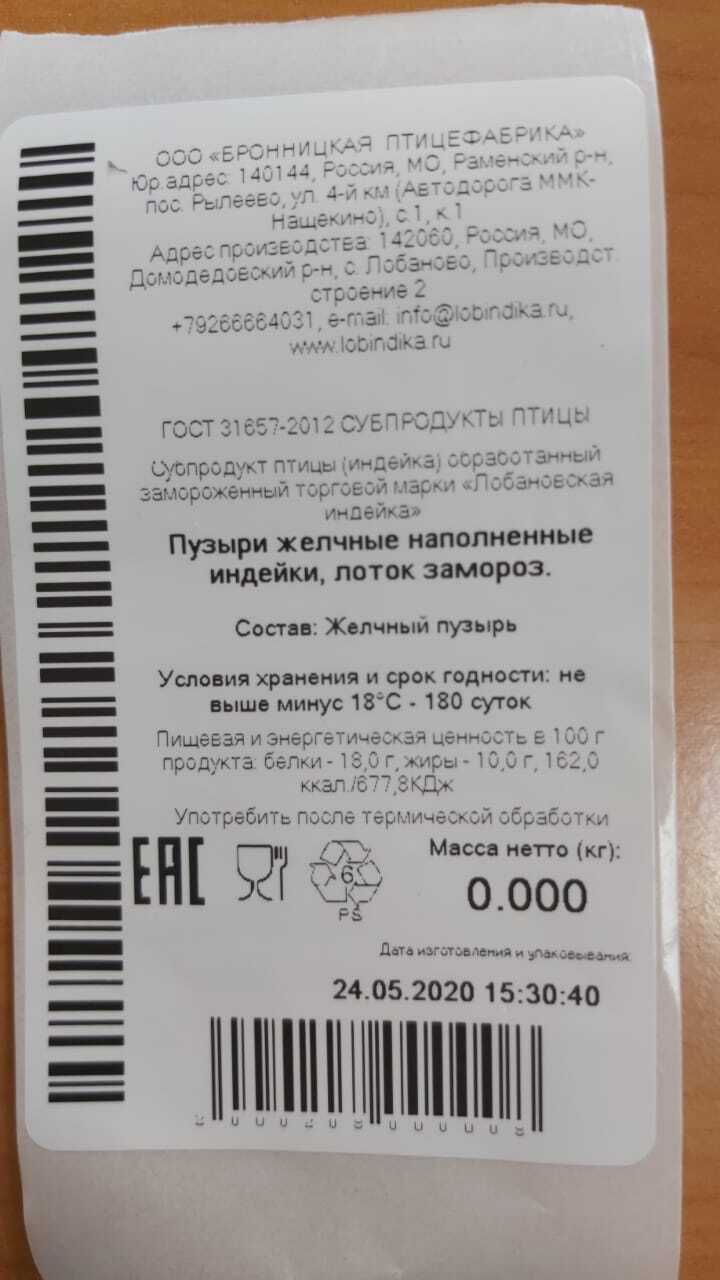 ООО «БРОННИЦКАЯ ПТИЦЕФАБРИКА»
Юр.адрес: 140144, Россия, МО, Раменский р-н,
пос. Рылеево, ул. 4-й км (Автодорога ММК-
Нащекино), с.1, к.1
Адрес производства: 142060, Россия, МО,
Домодедовский р-н, с. Лобаново, Производст.
строение 2
+79266664031, e-mail: info@lobindika.ru,
www.lobindika.ru
ГОСТ 31657-2012 СУБПРОДУКТЫ ПТИЦЫ
Субпродукт птицы (индейка) обработанный
замороженный торговой марки «Лобановская
индейка»
Пузыри желчные наполненные
индейки, лоток замороз.
Состав: Желчный пузырь
Условия хранения и срок годности: не
выше минус 18°С - 180 суток
Пищевая и энергетическая ценность в 100 г
продукта: белки - 18,0 г, жиры - 10,0 г, 162,0
ккал./677,8КДж
Употребить после термической обработки
EAC
6
PS
Масса нетто (кг):
0.000
Дата изготовления и упаковывания:
24.05.2020 15:30:40